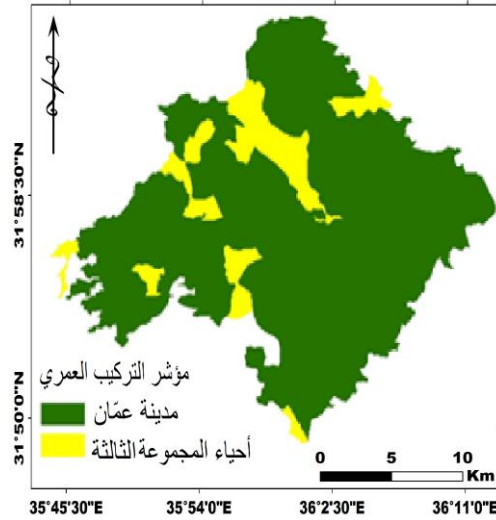 31°58'30"N
31°50'0"N
مؤشر التركيب العمري
مدينة عمّان
أحياء المجموعة الثالثة
0 5 10
Km
35°45'30"E 35°54'0"E 36°2'30"E 36°11'0"E